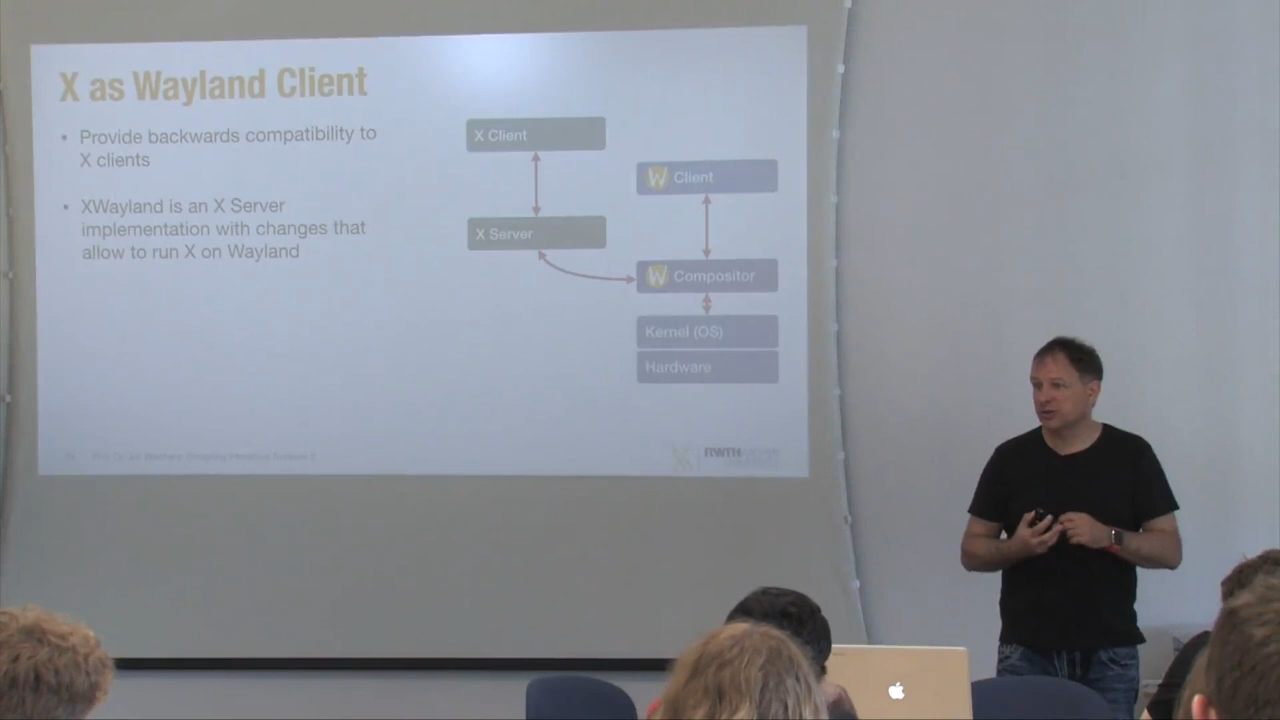 X as Wayland Client
• Provide backwards compatibility to
X clients
• XWayland is an X Server
implementation with changes that
allow to run X on Wayland
X Client
W Client
X Server
W Compositor
Kernel (OS)
Hardware
RWTH